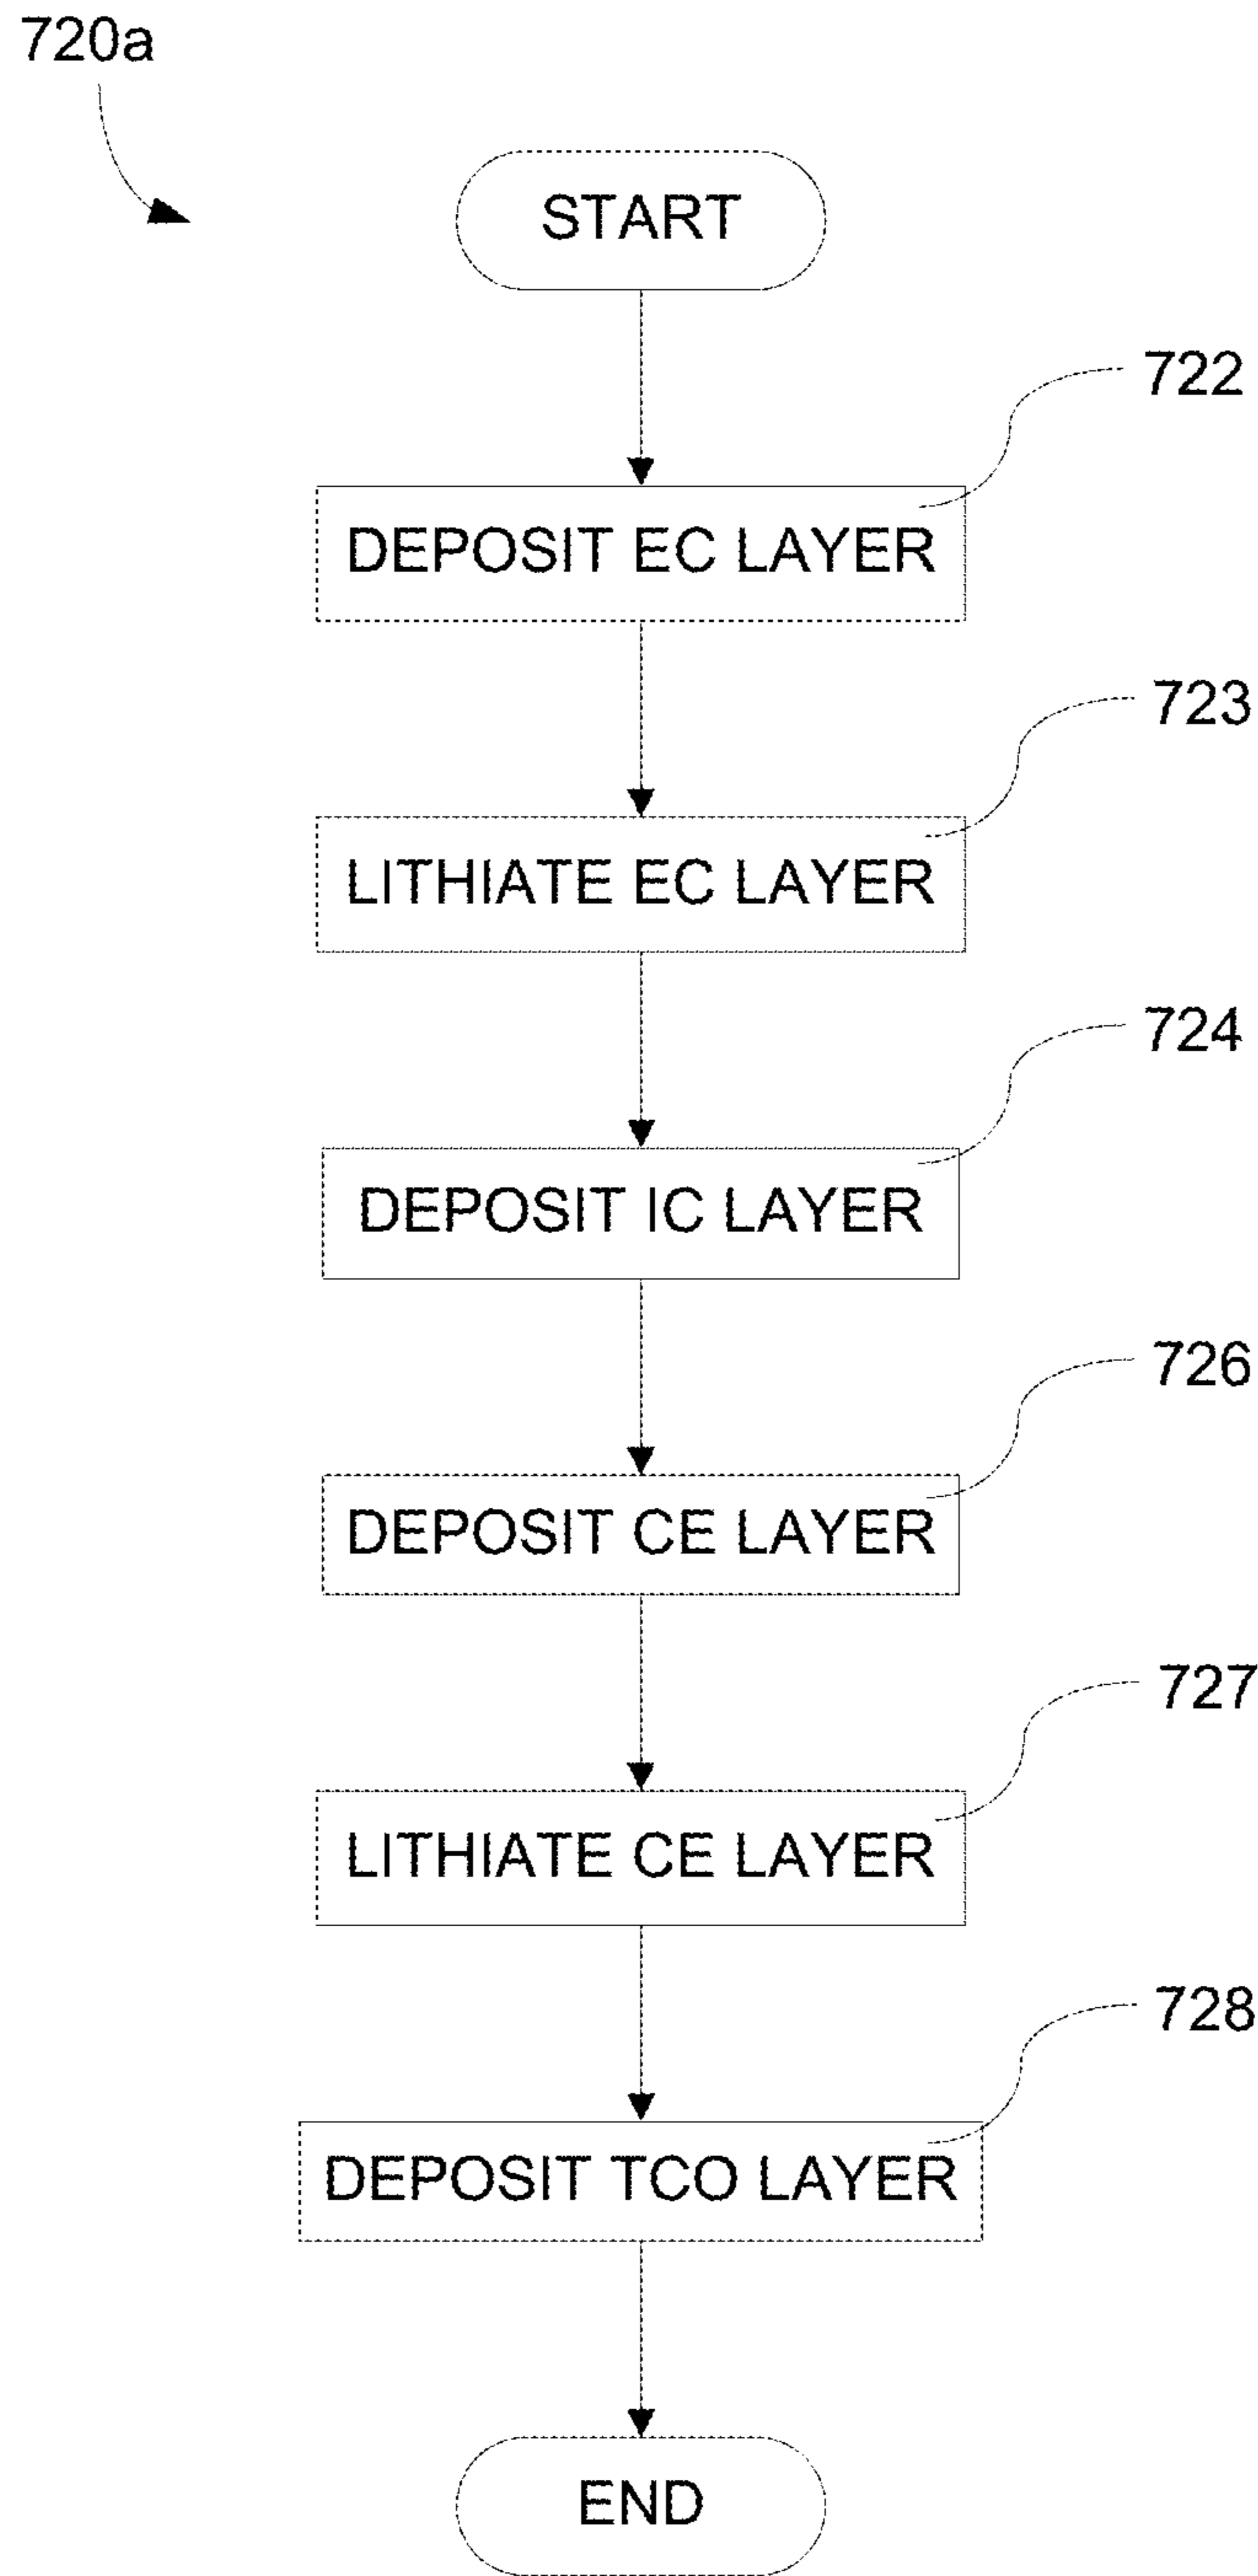 720a
START
722
DEPOSIT EC LAYER
723
LITHIATE EC LAYER
724
DEPOSIT IC LAYER
726
DEPOSIT CE LAYER
727
LITHIATE CE LAYER
728
DEPOSIT TCO LAYER
END